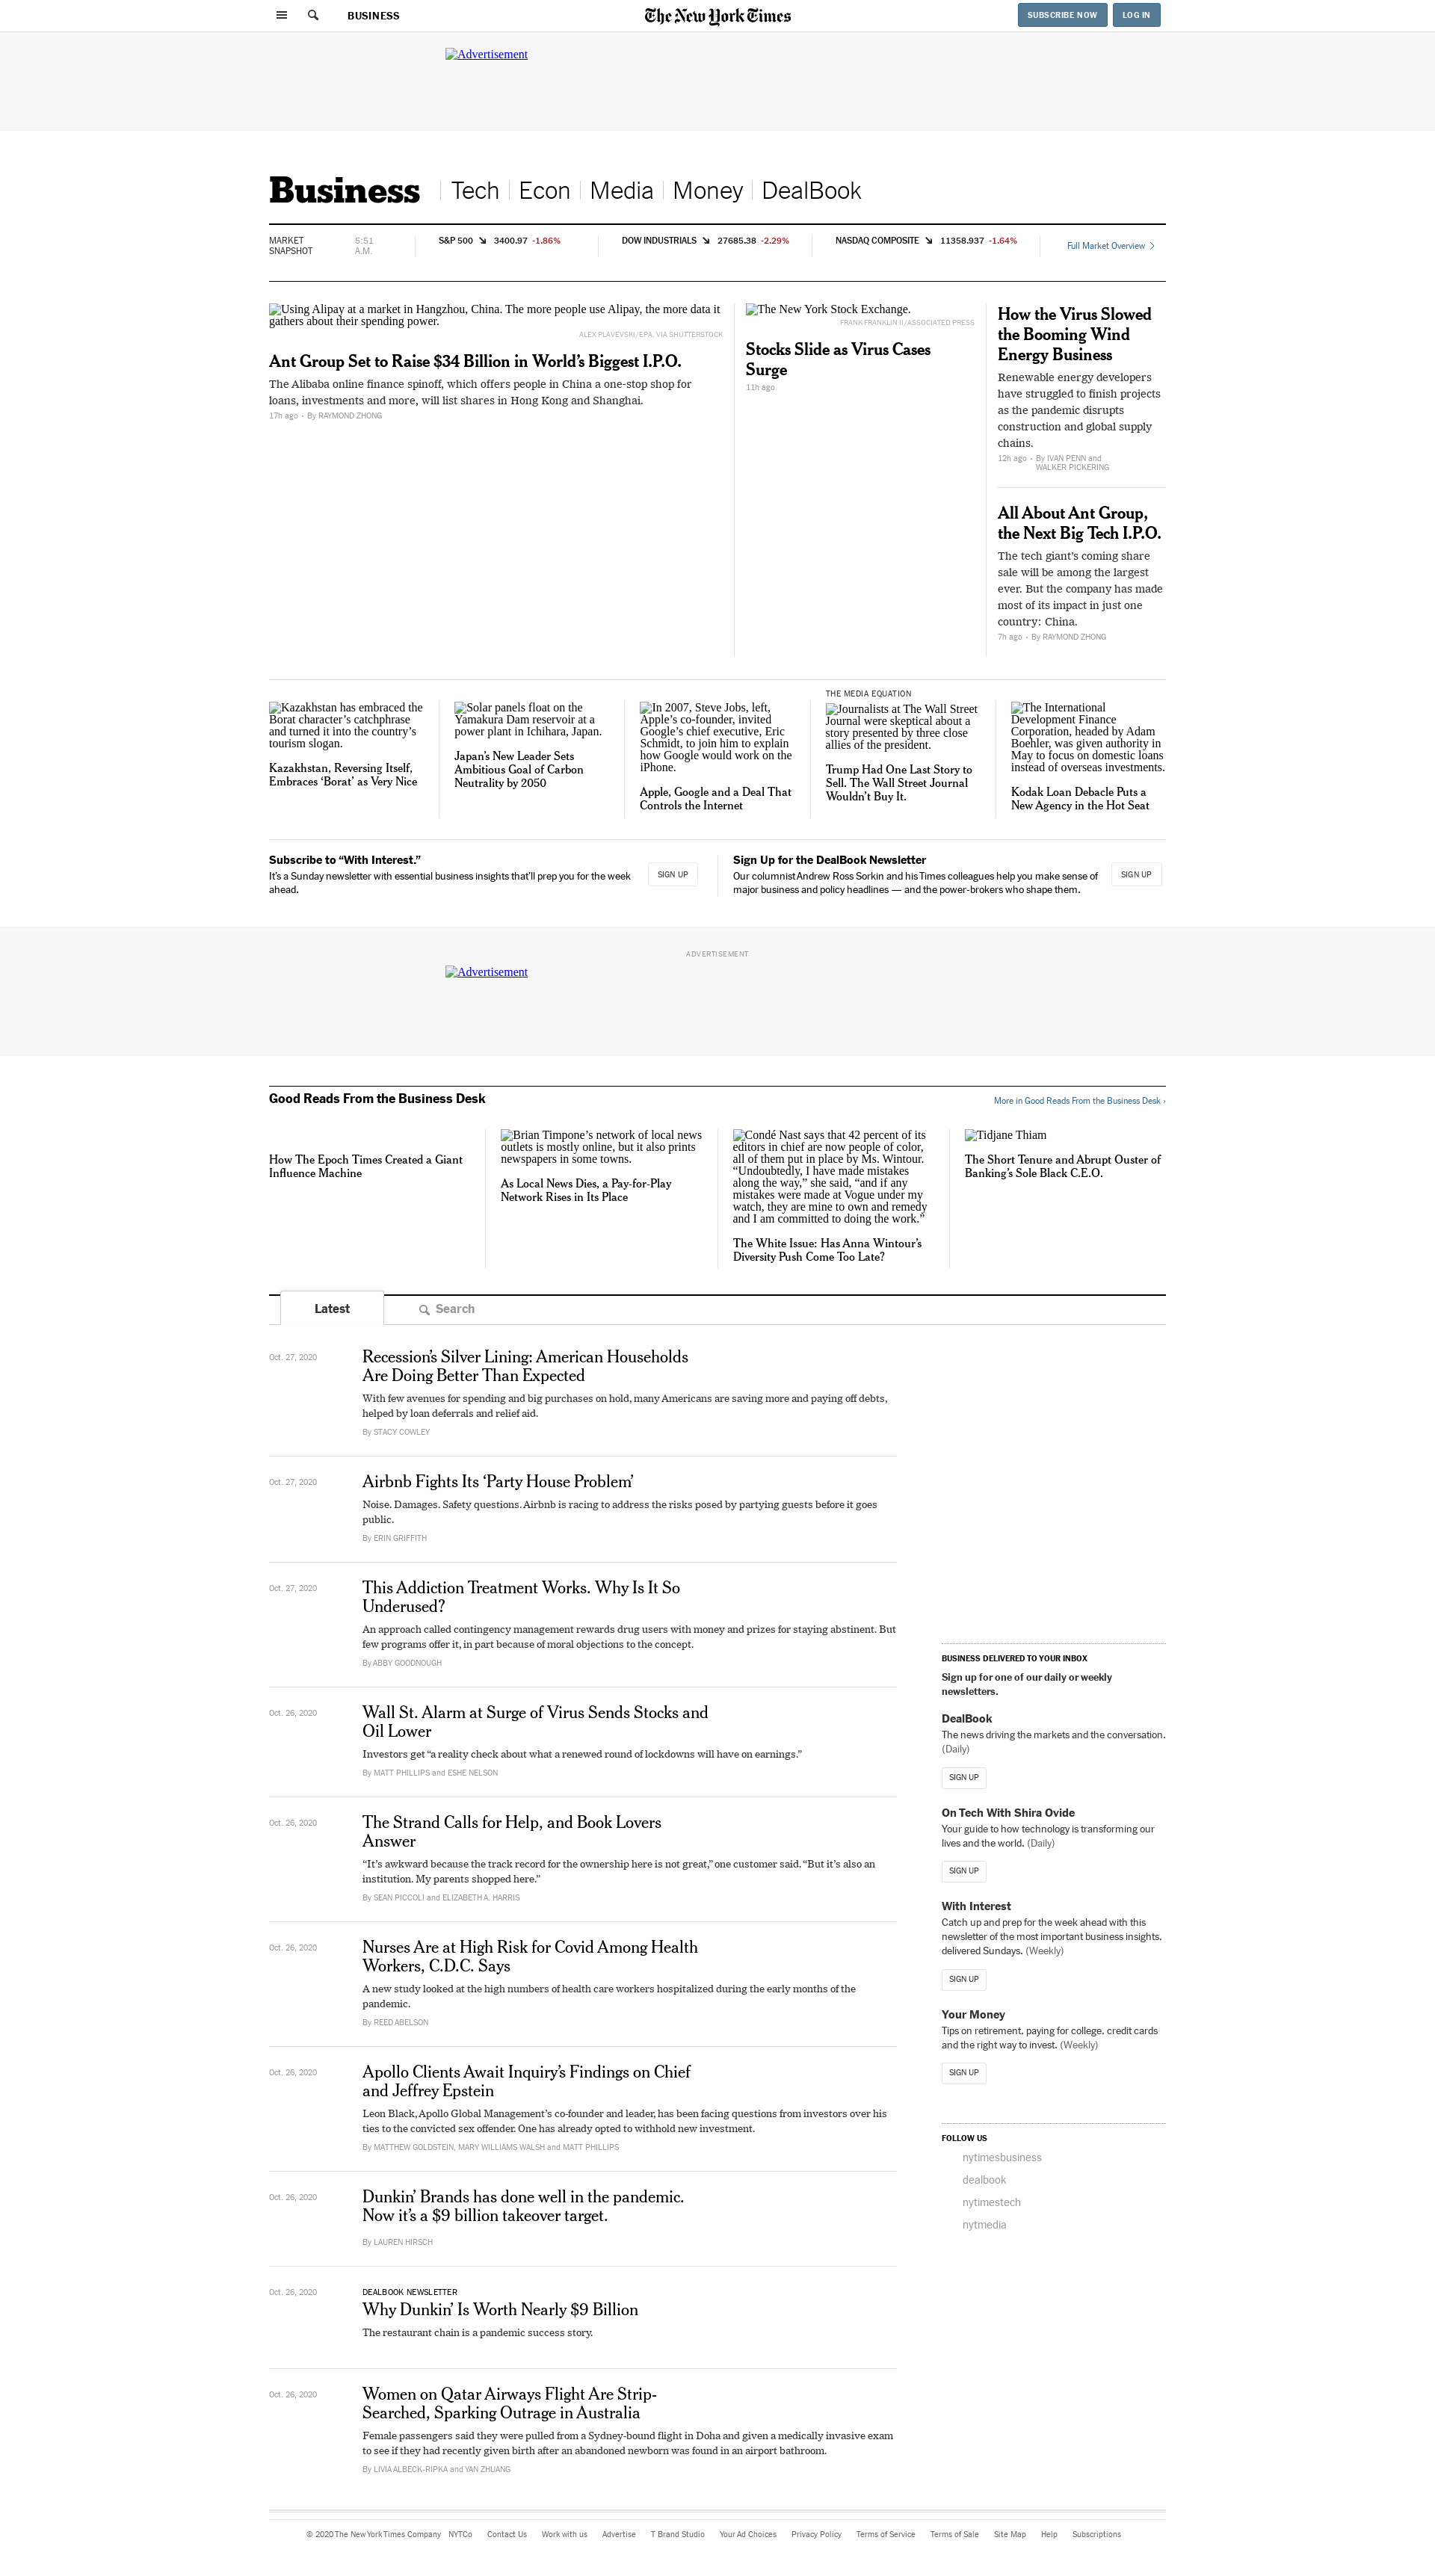 BUSINESS
The New York Times
SUBSCRIBE NOW
LOG IN
Advertisement
Business
Tech
Econ
Media
Money
DealBook
MARKET
SNAPSHOT
5:51
A.M.
S&P 500 3400.97 -1.86%
DOW INDUSTRIALS 27685.38 -2.29%
NASDAQ COMPOSITE 11358.937 -1.64%
Full Market Overview
Using Alipay at a market in Hangzhou, China. The more people use Alipay, the more data it
gathers about their spending power.
ALEX PLAVEVSKI/EPA, VIA SHUTTERSTOCK
Ant Group Set to Raise $34 Billion in World’s Biggest I.P.O.
The Alibaba online finance spinoff, which offers people in China a one-stop shop for
loans, investments and more, will list shares in Hong Kong and Shanghai.
17h ago • By RAYMOND ZHONG
The New York Stock Exchange.
FRANK FRANKLIN II/ASSOCIATED PRESS
Stocks Slide as Virus Cases
Surge
11h ago
How the Virus Slowed
the Booming Wind
Energy Business
Renewable energy developers
have struggled to finish projects
as the pandemic disrupts
construction and global supply
chains.
12h ago • By IVAN PENN and
WALKER PICKERING
All About Ant Group,
the Next Big Tech I.P.O.
The tech giant’s coming share
sale will be among the largest
ever. But the company has made
most of its impact in just one
country: China.
7h ago • By RAYMOND ZHONG
Kazakhstan has embraced the
Borat character’s catchphrase
and turned it into the country’s
tourism slogan.
Kazakhstan, Reversing Itself,
Embraces ‘Borat’ as Very Nice
Solar panels float on the
Yamakura Dam reservoir at a
power plant in Ichihara, Japan.
Japan’s New Leader Sets
Ambitious Goal of Carbon
Neutrality by 2050
In 2007, Steve Jobs, left,
Apple’s co-founder, invited
Google’s chief executive, Eric
Schmidt, to join him to explain
how Google would work on the
iPhone.
Apple, Google and a Deal That
Controls the Internet
THE MEDIA EQUATION
Journalists at The Wall Street
Journal were skeptical about a
story presented by three close
allies of the president.
Trump Had One Last Story to
Sell. The Wall Street Journal
Wouldn’t Buy It.
The International
Development Finance
Corporation, headed by Adam
Boehler, was given authority in
May to focus on domestic loans
instead of overseas investments.
Kodak Loan Debacle Puts a
New Agency in the Hot Seat
Subscribe to “With Interest.”
It’s a Sunday newsletter with essential business insights that’ll prep you for the week
ahead.
SIGN UP
Sign Up for the DealBook Newsletter
Our columnist Andrew Ross Sorkin and his Times colleagues help you make sense of
major business and policy headlines — and the power-brokers who shape them.
SIGN UP
ADVERTISEMENT
Advertisement
Good Reads From the Business Desk
More in Good Reads From the Business Desk ›
How The Epoch Times Created a Giant
Influence Machine
Brian Timpone’s network of local news
outlets is mostly online, but it also prints
newspapers in some towns.
As Local News Dies, a Pay-for-Play
Network Rises in Its Place
Condé Nast says that 42 percent of its
editors in chief are now people of color,
all of them put in place by Ms. Wintour.
“Undoubtedly, I have made mistakes
along the way,” she said, “and if any
mistakes were made at Vogue under my
watch, they are mine to own and remedy
and I am committed to doing the work.”
The White Issue: Has Anna Wintour’s
Diversity Push Come Too Late?
Tidjane Thiam
The Short Tenure and Abrupt Ouster of
Banking’s Sole Black C.E.O.
Latest
Search
Oct. 27, 2020
Recession’s Silver Lining: American Households
Are Doing Better Than Expected
With few avenues for spending and big purchases on hold, many Americans are saving more and paying off debts,
helped by loan deferrals and relief aid.
By STACY COWLEY
Oct. 27, 2020
Airbnb Fights Its ‘Party House Problem’
Noise. Damages. Safety questions. Airbnb is racing to address the risks posed by partying guests before it goes
public.
By ERIN GRIFFITH
Oct. 27, 2020
This Addiction Treatment Works. Why Is It So
Underused?
An approach called contingency management rewards drug users with money and prizes for staying abstinent. But
few programs offer it, in part because of moral objections to the concept.
By ABBY GOODNOUGH
Oct. 26, 2020
Wall St. Alarm at Surge of Virus Sends Stocks and
Oil Lower
Investors get “a reality check about what a renewed round of lockdowns will have on earnings.”
By MATT PHILLIPS and ESHE NELSON
Oct. 26, 2020
The Strand Calls for Help, and Book Lovers
Answer
“It’s awkward because the track record for the ownership here is not great,” one customer said. “But it’s also an
institution. My parents shopped here.”
By SEAN PICCOLI and ELIZABETH A. HARRIS
Oct. 26, 2020
Nurses Are at High Risk for Covid Among Health
Workers, C.D.C. Says
A new study looked at the high numbers of health care workers hospitalized during the early months of the
pandemic.
By REED ABELSON
Oct. 26, 2020
Apollo Clients Await Inquiry’s Findings on Chief
and Jeffrey Epstein
Leon Black, Apollo Global Management’s co-founder and leader, has been facing questions from investors over his
ties to the convicted sex offender. One has already opted to withhold new investment.
By MATTHEW GOLDSTEIN, MARY WILLIAMS WALSH and MATT PHILLIPS
Oct. 26, 2020
Dunkin’ Brands has done well in the pandemic.
Now it’s a $9 billion takeover target.
By LAUREN HIRSCH
Oct. 26, 2020
DEALBOOK NEWSLETTER
Why Dunkin’ Is Worth Nearly $9 Billion
The restaurant chain is a pandemic success story.
Oct. 26, 2020
Women on Qatar Airways Flight Are Strip-
Searched, Sparking Outrage in Australia
Female passengers said they were pulled from a Sydney-bound flight in Doha and given a medically invasive exam
to see if they had recently given birth after an abandoned newborn was found in an airport bathroom.
By LIVIA ALBECK-RIPKA and YAN ZHUANG
BUSINESS DELIVERED TO YOUR INBOX
Sign up for one of our daily or weekly
newsletters.
DealBook
The news driving the markets and the conversation.
(Daily)
SIGN UP
On Tech With Shira Ovide
Your guide to how technology is transforming our
lives and the world. (Daily)
SIGN UP
With Interest
Catch up and prep for the week ahead with this
newsletter of the most important business insights,
delivered Sundays. (Weekly)
SIGN UP
Your Money
Tips on retirement, paying for college, credit cards
and the right way to invest. (Weekly)
SIGN UP
FOLLOW US
nytimesbusiness
dealbook
nytimestech
nytmedia
© 2020 The New York Times Company NYTCo Contact Us Work with us Advertise T Brand Studio Your Ad Choices Privacy Policy Terms of Service Terms of Sale Site Map Help Subscriptions